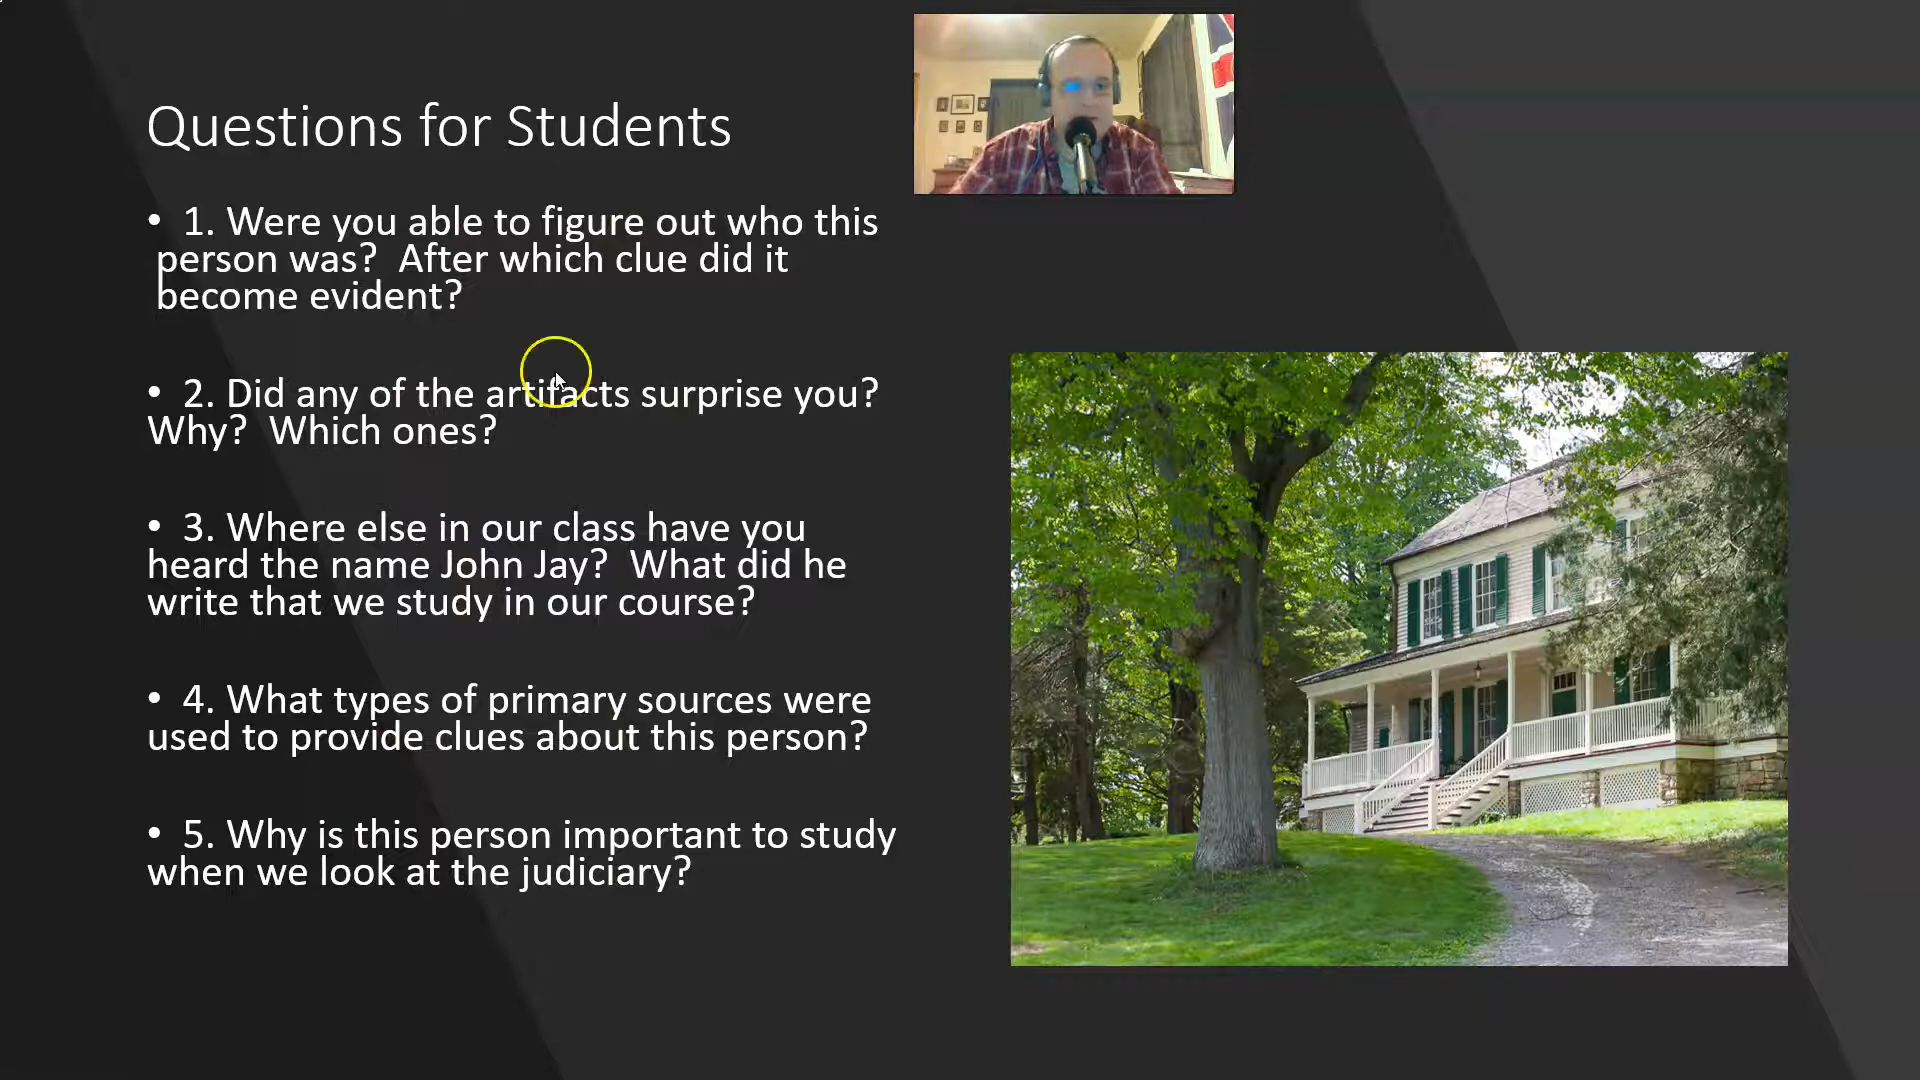 Questions for Students
• 1. Were you able to figure out who this
person was?  After which clue did it
become evident?
• 2. Did any of the artifacts surprise you?
Why?  Which ones?
• 3. Where else in our class have you
heard the name John Jay?  What did he
write that we study in our course?
• 4. What types of primary sources were
used to provide clues about this person?
• 5. Why is this person important to study
when we look at the judiciary?